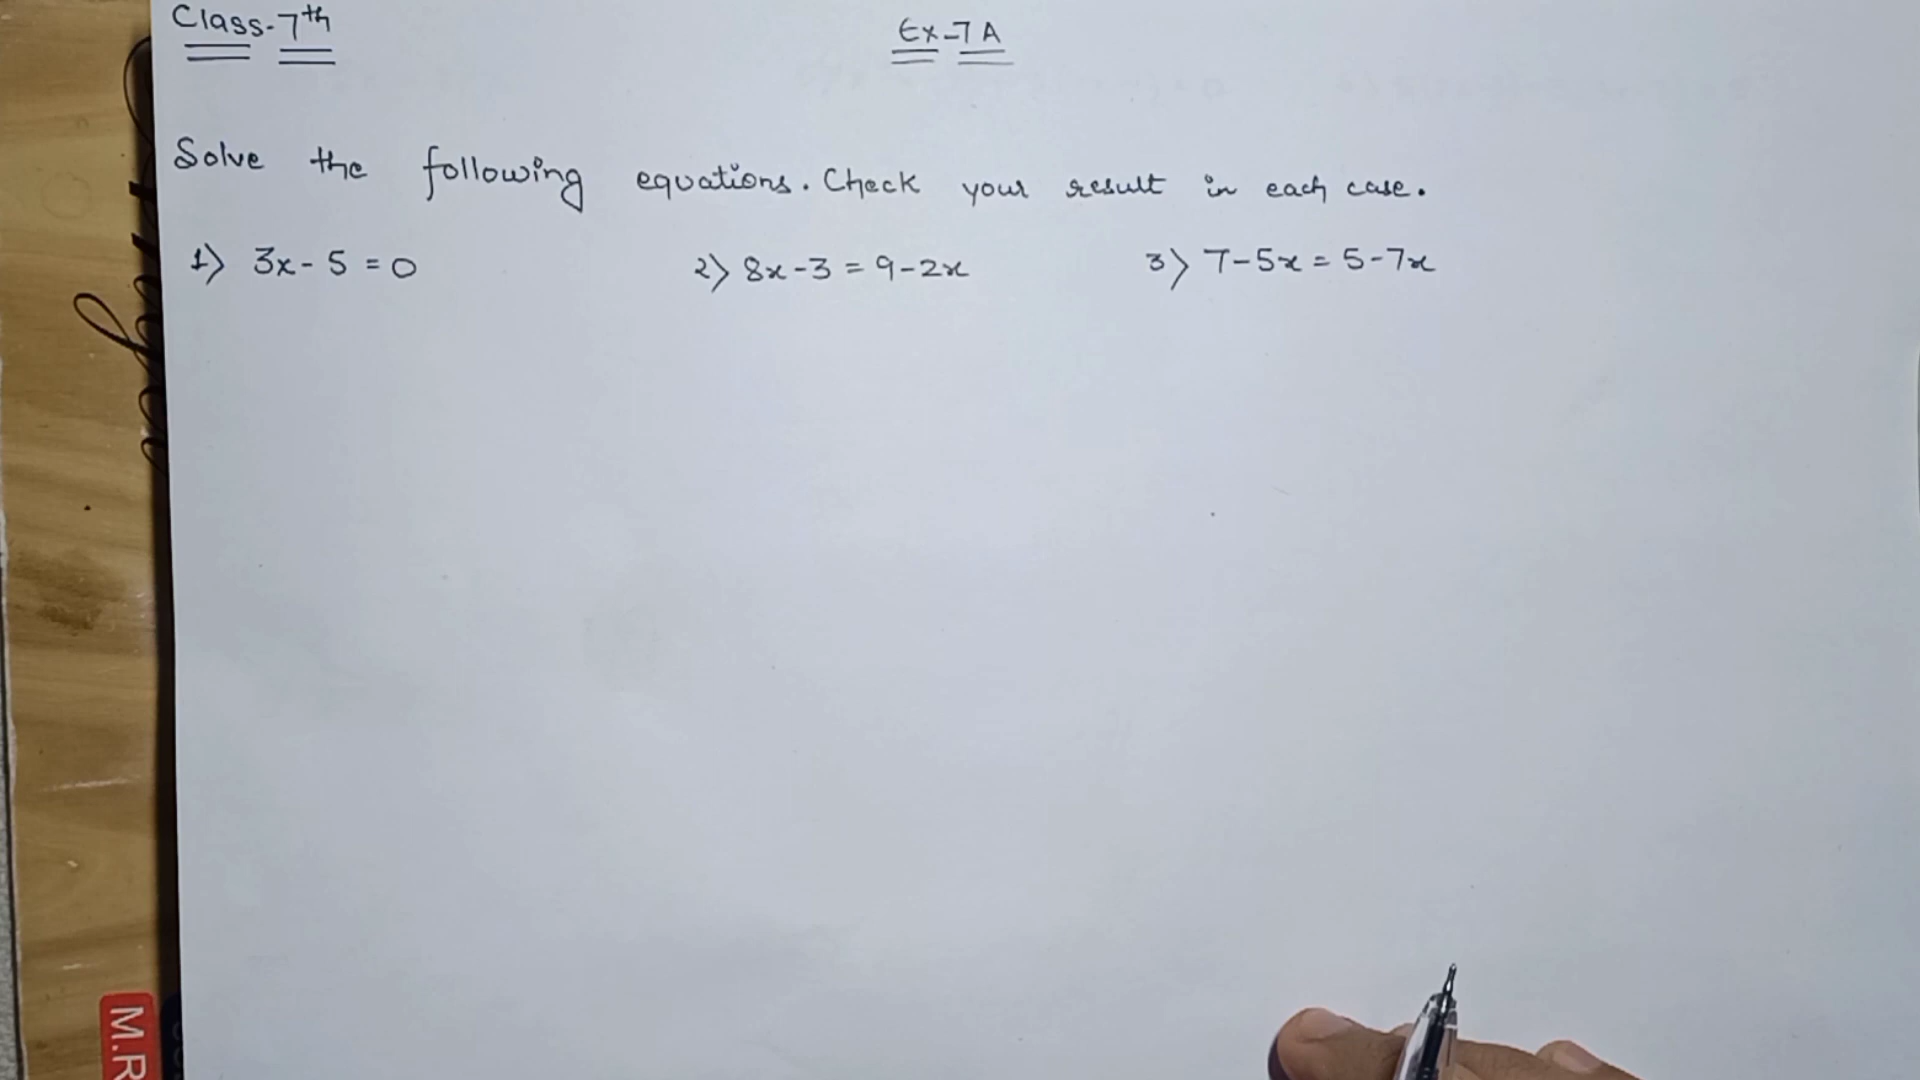 Class-7th Ex-7A
Solve the following equations. Check your result in each case.
1) 3x-5=0 2) 8x-3=9-2x 3) 7-5x=5-7x
M.R